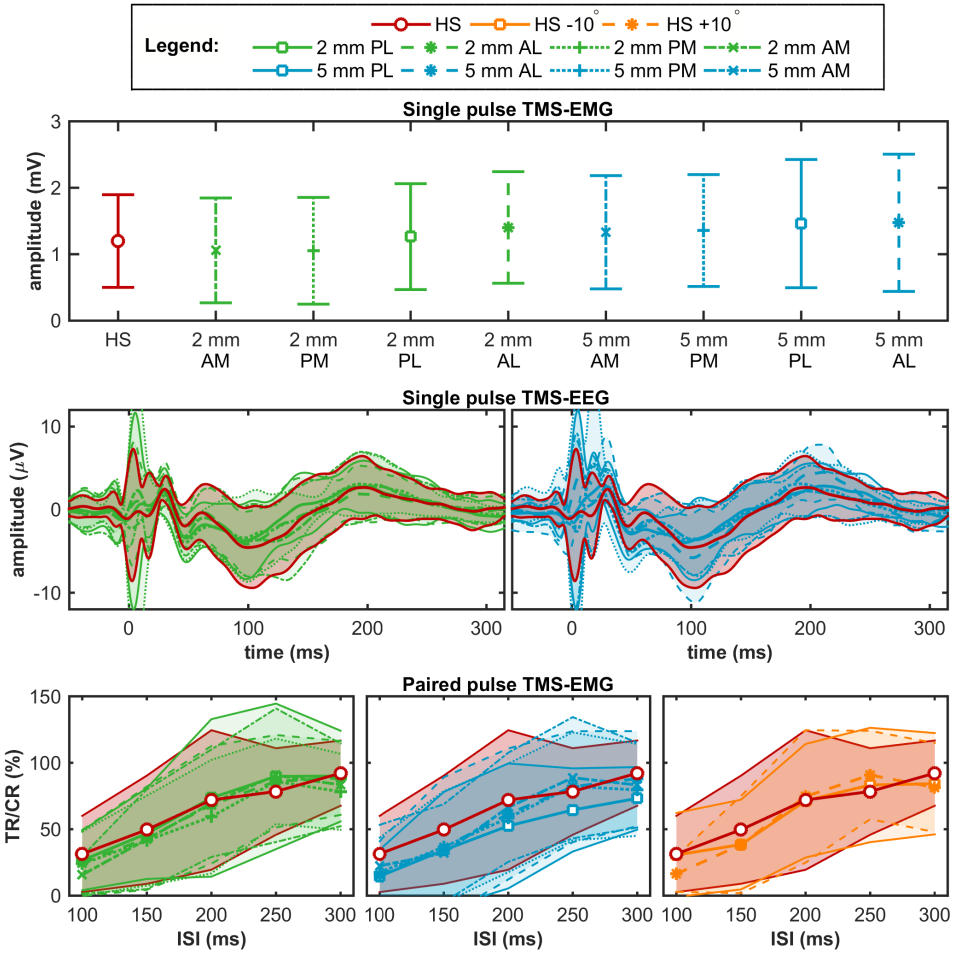 HS HS -10° HS +10°
Legend: 2 mm PL 2 mm AL 2 mm PM 2 mm AM
5 mm PL 5 mm AL 5 mm PM 5 mm AM
Single pulse TMS-EMG
amplitude (mV)
3
2
1
0
HS 2 mm 2 mm 2 mm 2 mm 5 mm 5 mm 5 mm 5 mm
AM PM PL AL AM PM PL AL
Single pulse TMS-EEG
amplitude (μV)
10
0
-10
0 100 200 300 0 100 200 300
time (ms) time (ms)
Paired pulse TMS-EMG
TR/CR (%)
150
100
50
0
100 150 200 250 300 100 150 200 250 300 100 150 200 250 300
ISI (ms) ISI (ms) ISI (ms)